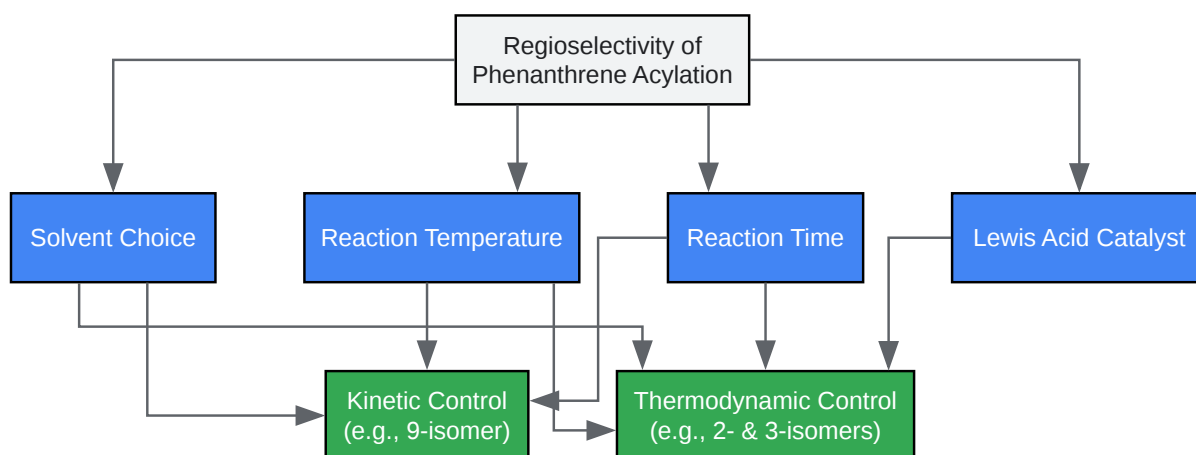 Regioselectivity of
Phenanthrene Acylation
Solvent Choice
Reaction Temperature
Reaction Time
Lewis Acid Catalyst
Kinetic Control
(e.g., 9-isomer)
Thermodynamic Control
(e.g., 2- & 3-isomers)